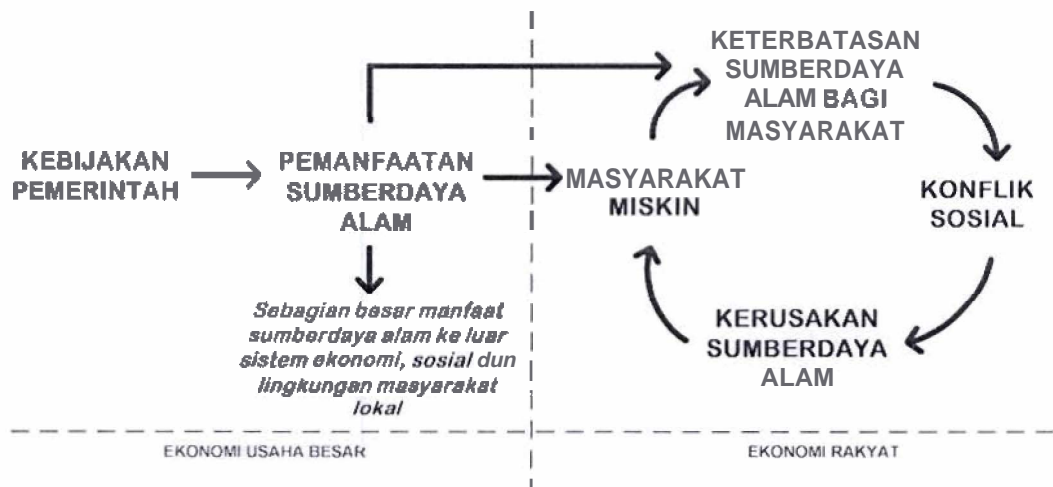 KEBIJAKAN
PEMERINTAH
PEMANFAATAN
SUMBERDAYA
ALAM
Sebagian besar manfaat
sumberdaya alam ke luar
sistem ekonomi, sosial dun
lingkungan masyarakat
lokal
KETERBATASAN
SUMBERDAYA
ALAM BAGI
MASYARAKAT
MASYARAKAT
MISKIN
KONFLIK
SOSIAL
KERUSAKAN
SUMBERDAYA
ALAM
EKONOMI USAHA BESAR
EKONOMI RAKYAT